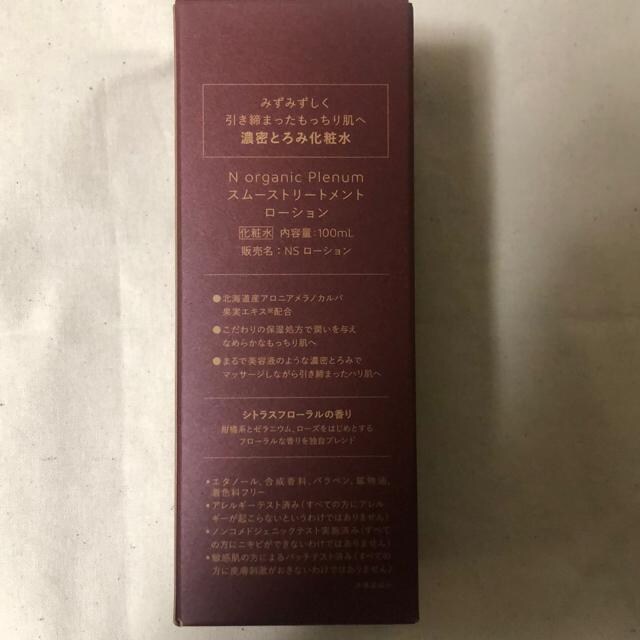 みずみずしく
引き締まったもっちり肌へ
濃密とろみ化粧水
N organic Plenum
スムーストリートメント
ローション
化粧水 内容量:100mL
販売名:NS ローション
●北海道産アロニアメラノカルパ
果実エキス※配合
●こだわりの保湿処方で潤いを与え
なめらかなもっちり肌へ
●まるで美容液のような濃密とろみで
マッサージしながら引き締まったハリ肌へ
シトラスフローラルの香り
柑橘系とゼラニウム、ローズをはじめとする
フローラルな香りを独自ブレンド
*エタノール、合成香料、パラベン、鉱物油、
着色料フリー
*アレルギーテスト済み(すべての方にアレル
ギーが起こらないというわけではありません)
*ノンコメドジェニックテスト実施済み(すべ
ての方にニキビができないわけではありません)
*敏感肌の方によるパッチテスト済み(すべての
方に皮膚刺激がおきないわけではありません)